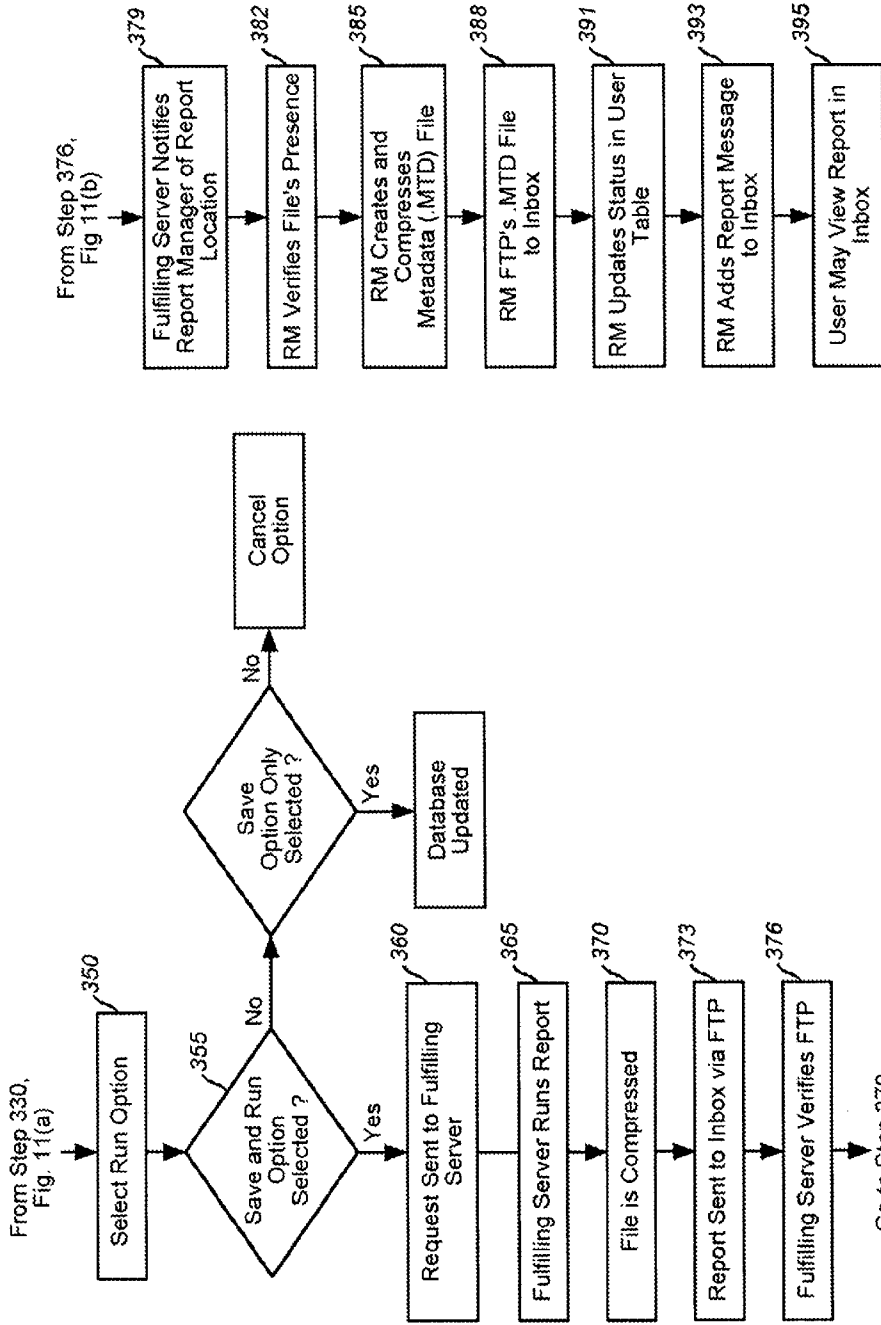 From Step 330,
Fig. 11(a)
350
Select Run Option
355
Save and Run
Option
Selected ?
No
Yes
Save
Option Only
Selected ?
No
Yes
Cancel
Option
Database
Updated
360
Request Sent to Fulfilling
Server
365
Fulfilling Server Runs Report
370
File is Compressed
373
Report Sent to Inbox via FTP
376
Fulfilling Server Verifies FTP
From Step 376,
Fig 11(b)
379
Fulfilling Server Notifies
Report Manager of Report
Location
382
RM Verifies File's Presence
385
RM Creates and
Compresses
Metadata (.MTD) File
388
RM FTP's .MTD File
to Inbox
391
RM Updates Status in User
Table
393
RM Adds Report Message
to Inbox
395
User May View Report in
Inbox